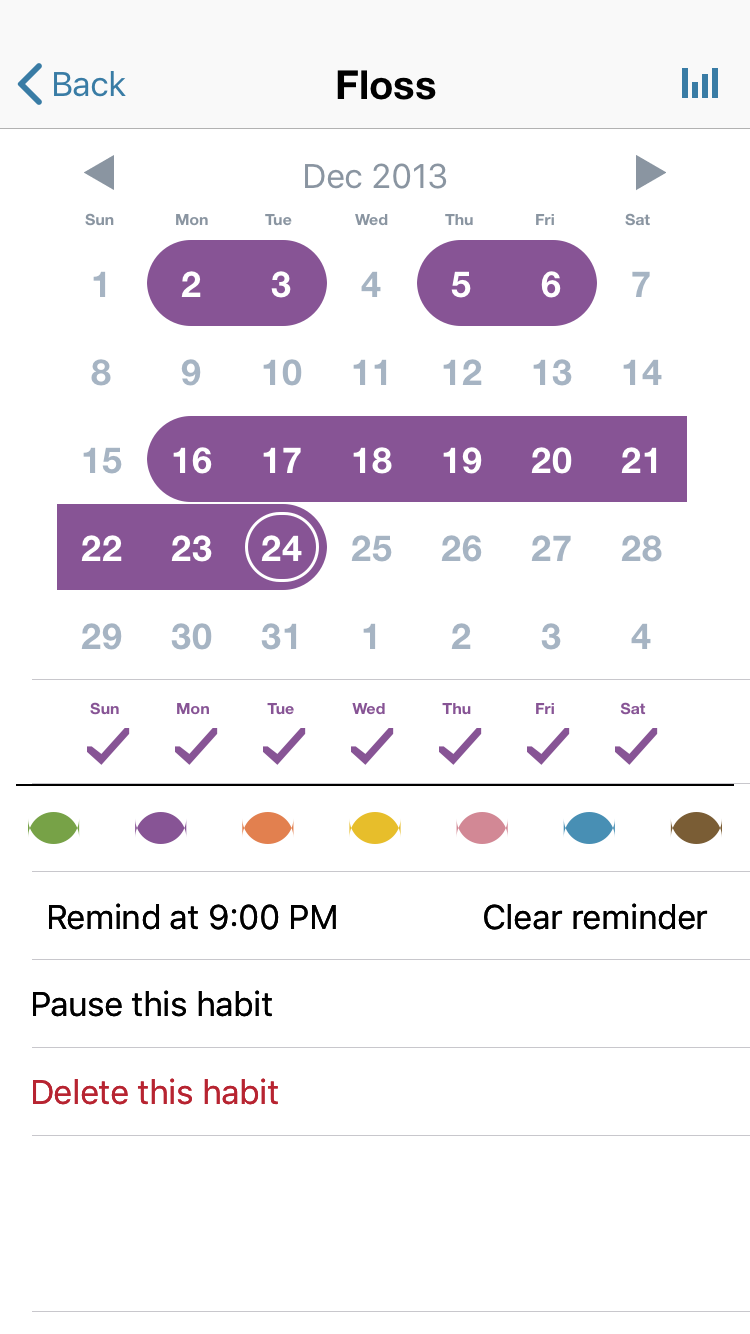 Back Floss
Dec 2013
Sun Mon Tue Wed Thu Fri Sat
1 2 3 4 5 6 7
8 9 10 11 12 13 14
15 16 17 18 19 20 21
22 23 24 25 26 27 28
29 30 31 1 2 3 4
Sun Mon Tue Wed Thu Fri Sat
Remind at 9:00 PM Clear reminder
Pause this habit
Delete this habit